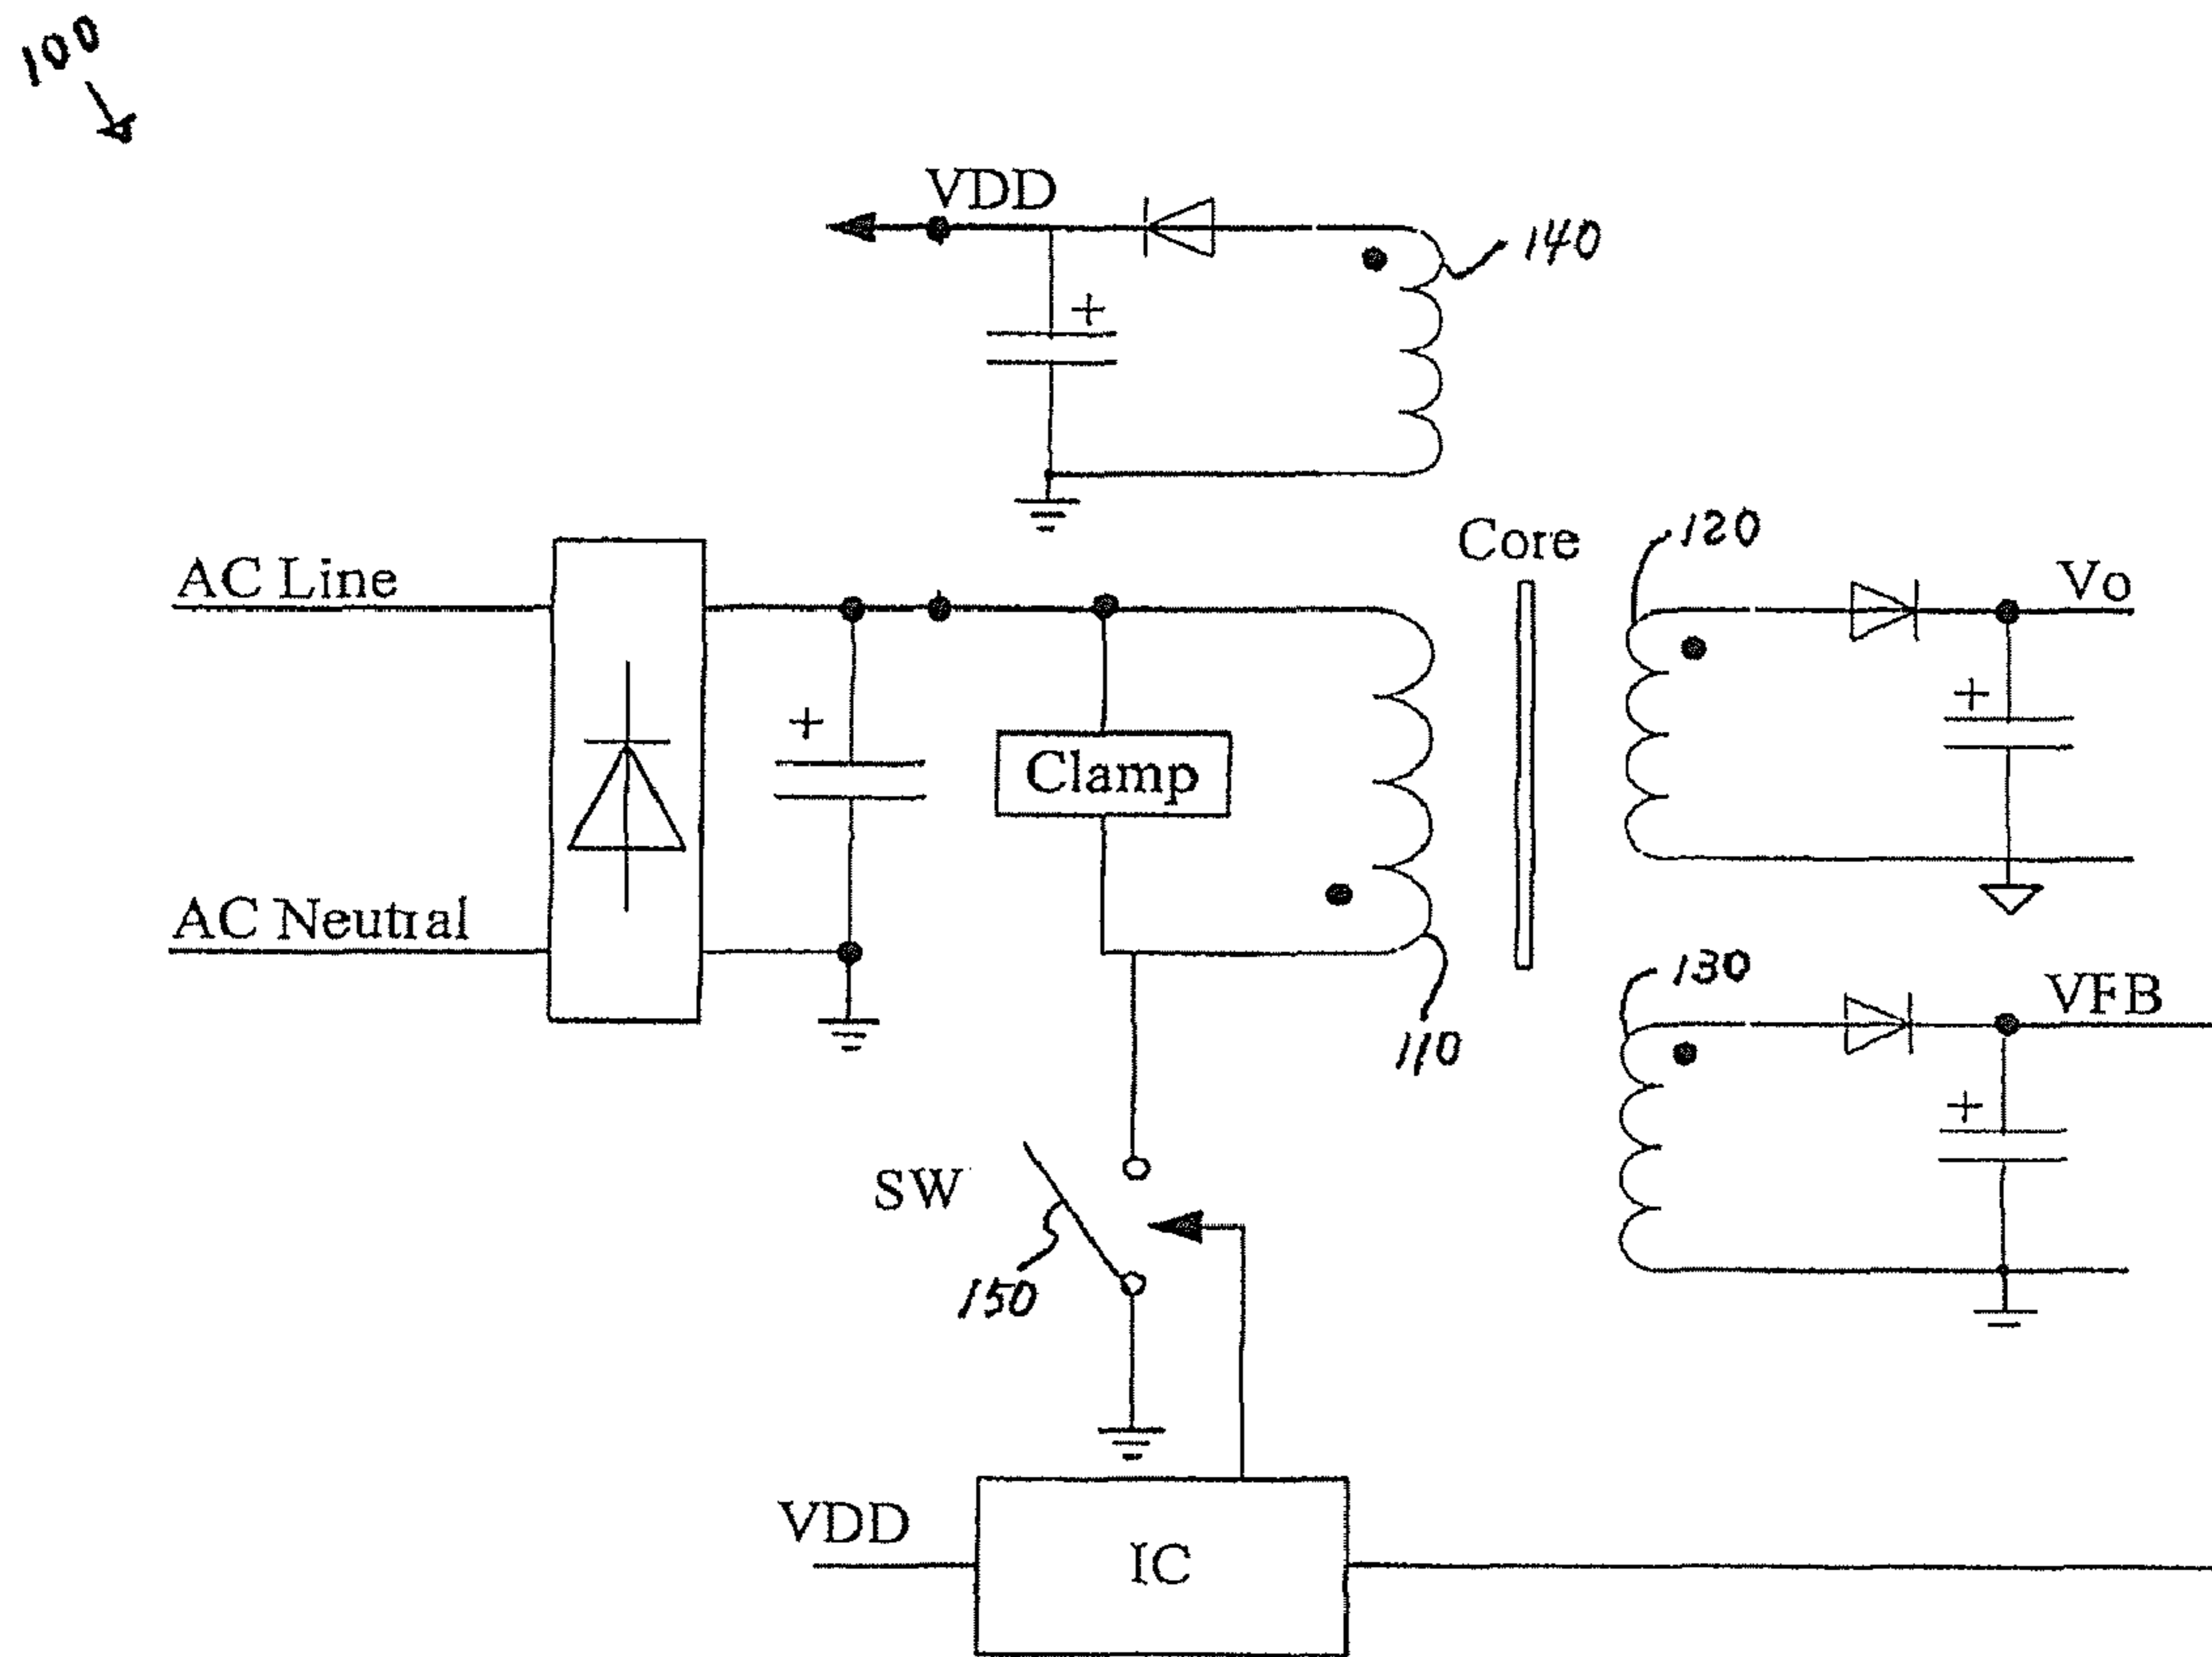 100
VDD
140
+
Core
120
AC Line
Vo
+
+
Clamp
AC Neutral
130
VFB
110
+
SW
150
VDD
IC